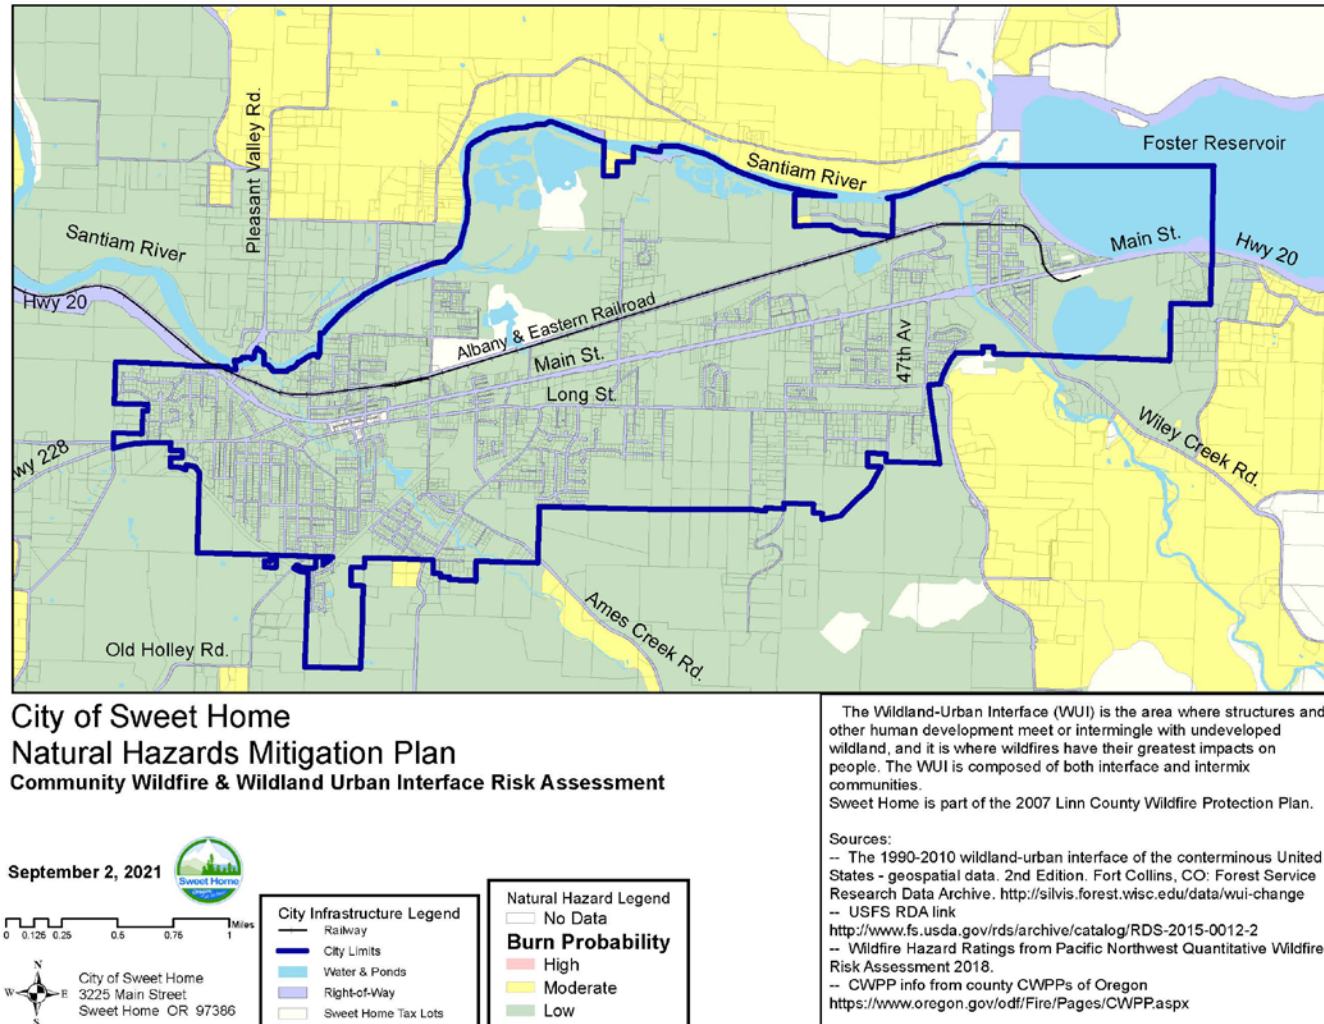 Foster Reservoir
Pleasant Valley Rd.
Santiam River
Santiam River
Main St.
Hwy 20
Hwy 20
Albany & Eastern Railroad
Main St.
47th Av
Long St.
Wiley Creek Rd.
wy 228
Ames Creek Rd.
Old Holley Rd.
City of Sweet Home
Natural Hazards Mitigation Plan
Community Wildfire & Wildland Urban Interface Risk Assessment
September 2, 2021
Sweet Home
Oregon
0 0.125 0.25 0.5 0.75 1 Miles
N
W E
S
City of Sweet Home
3225 Main Street
Sweet Home OR 97386
City Infrastructure Legend
Railway
City Limits
Water & Ponds
Right-of-Way
Sweet Home Tax Lots
Natural Hazard Legend
No Data
Burn Probability
High
Moderate
Low
The Wildland-Urban Interface (WUI) is the area where structures and
other human development meet or intermingle with undeveloped
wildland, and it is where wildfires have their greatest impacts on
people. The WUI is composed of both interface and intermix
communities.
Sweet Home is part of the 2007 Linn County Wildfire Protection Plan.
Sources:
-- The 1990-2010 wildland-urban interface of the conterminous United
States - geospatial data. 2nd Edition. Fort Collins, CO: Forest Service
Research Data Archive. http://silvis.forest.wisc.edu/data/wui-change
-- USFS RDA link
http://www.fs.usda.gov/rds/archive/catalog/RDS-2015-0012-2
-- Wildfire Hazard Ratings from Pacific Northwest Quantitative Wildfire
Risk Assessment 2018.
-- CWPP info from county CWPPs of Oregon
https://www.oregon.gov/odf/Fire/Pages/CWPP.aspx